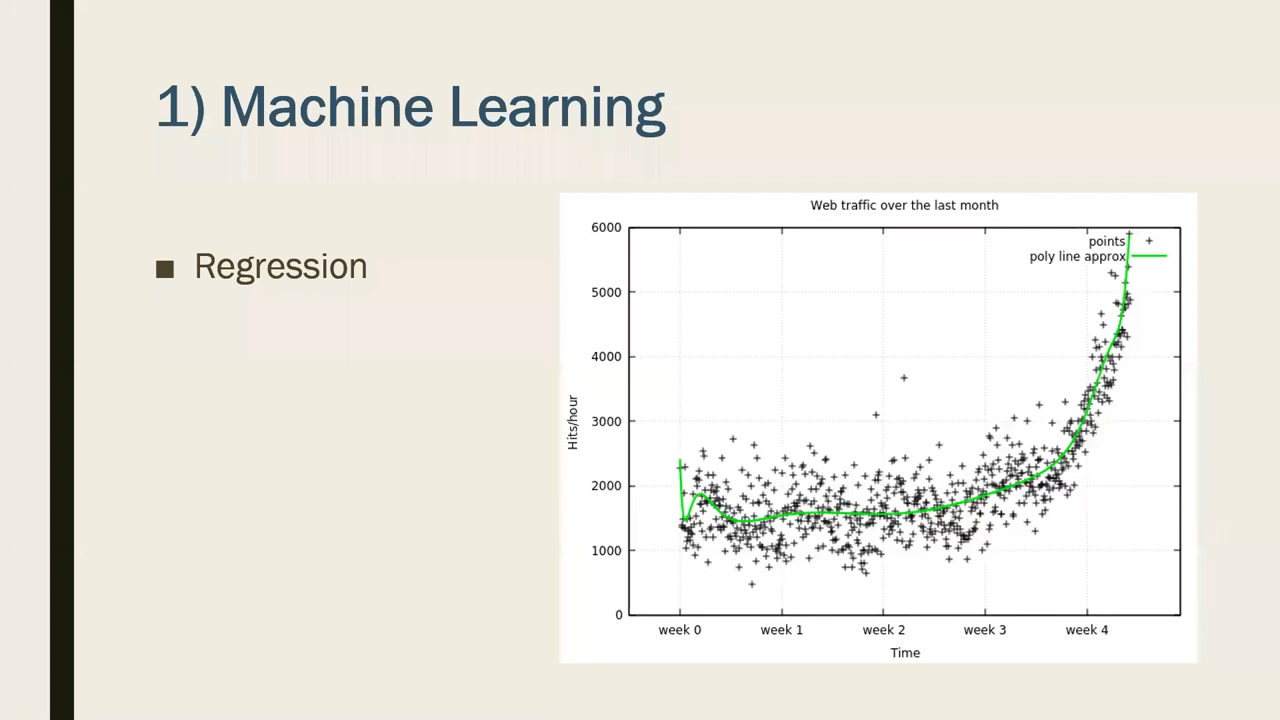 1) Machine Learning
■ Regression
Web traffic over the last month
points
poly line approx
6000
5000
4000
3000
2000
1000
0
Hits/hour
week 0 week 1 week 2 week 3 week 4
Time